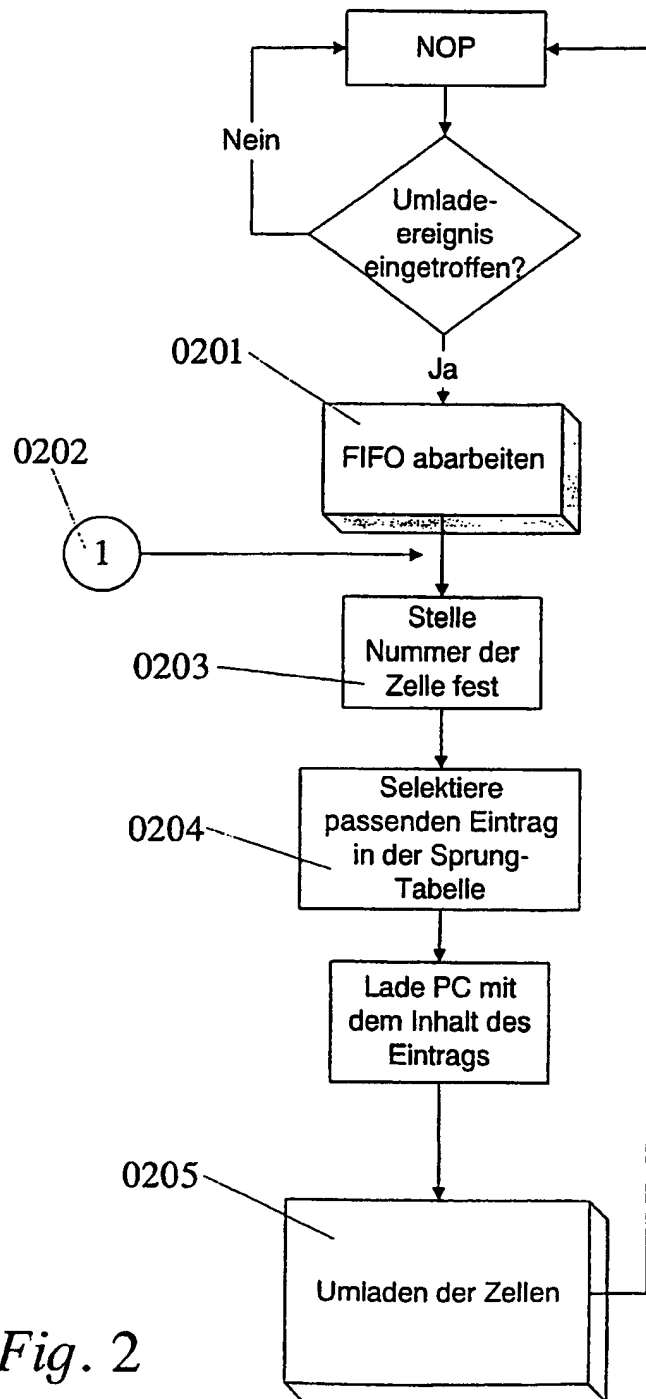 NOP
Nein
Umlade-
ereignis
eingetroffen?
0201
Ja
FIFO abarbeiten
0202
1
Stelle
Nummer der
Zelle fest
0203
Selektiere
passenden Eintrag
in der Sprung-
Tabelle
0204
Lade PC mit
dem Inhalt des
Eintrags
0205
Umladen der Zellen
Fig. 2